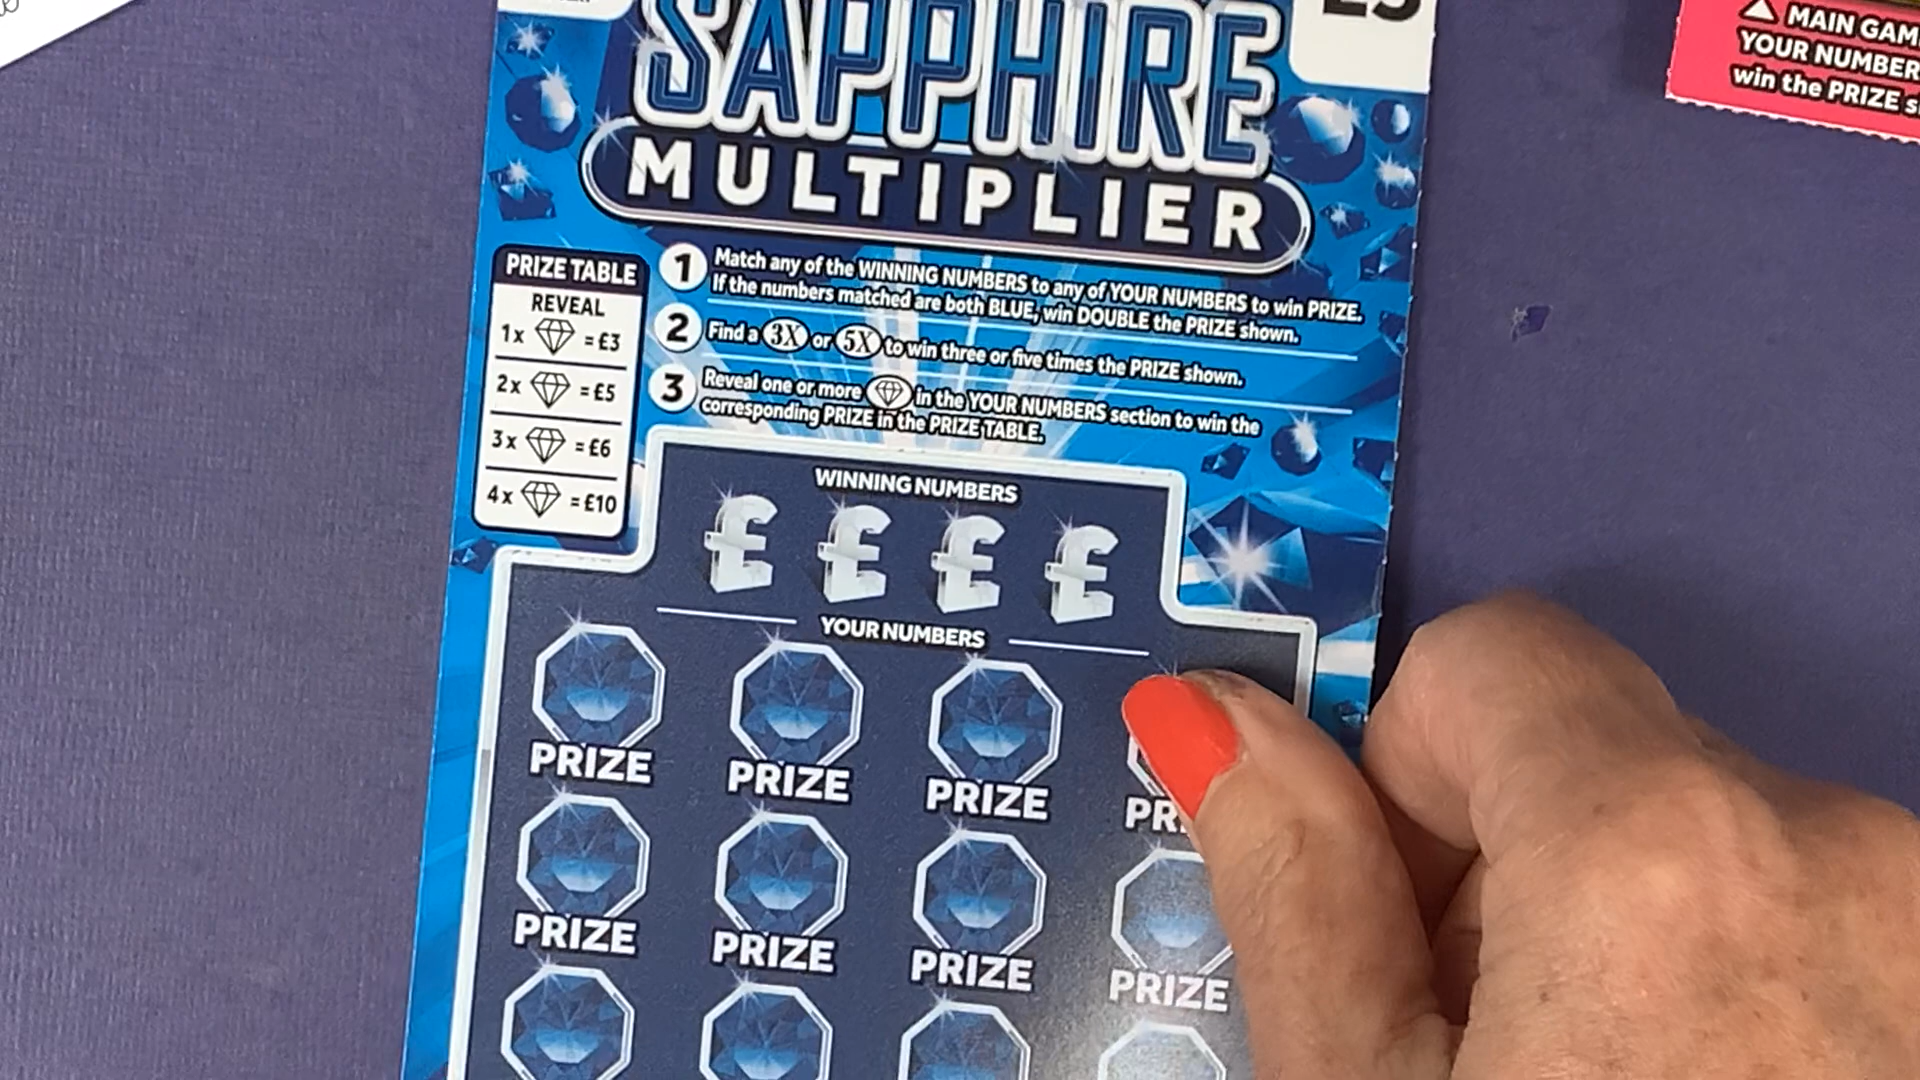 SAPPHIRE
MULTIPLIER
PRIZE TABLE
REVEAL
1x = £3
2x = £5
3x = £6
4x = £10
1 Match any of the WINNING NUMBERS to any of YOUR NUMBERS to win PRIZE.
If the numbers matched are both BLUE, win DOUBLE the PRIZE shown.
2 Find a 3X or 5X to win three or five times the PRIZE shown.
3 Reveal one or more in the YOUR NUMBERS section to win the
corresponding PRIZE in the PRIZE TABLE.
WINNING NUMBERS
£ £ £ £
YOUR NUMBERS
PRIZE PRIZE PRIZE PR
PRIZE PRIZE PRIZE PRIZE
MAIN GAM
YOUR NUMBER
win the PRIZE s